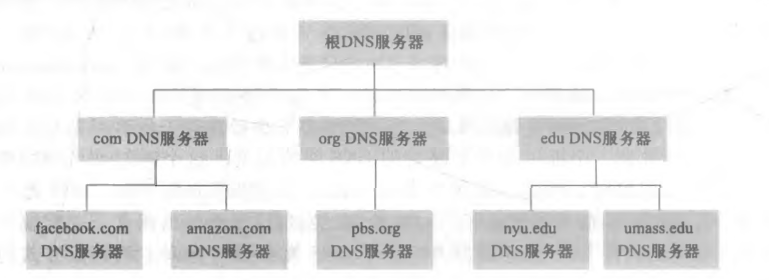 根DNS服务器
com DNS服务器
org DNS服务器
edu DNS服务器
facebook.com
DNS服务器
amazon.com
DNS服务器
pbs.org
DNS服务器
nyu.edu
DNS服务器
umass.edu
DNS服务器